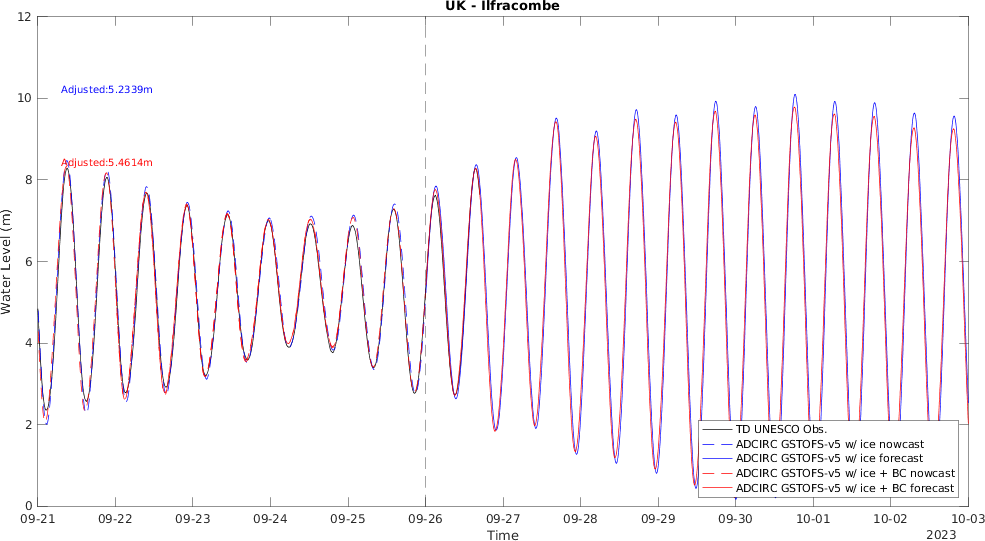 UK - Ilfracombe
12
10
8
6
4
2
0
Water Level (m)
Adjusted:5.2339m
Adjusted:5.4614m
TD UNESCO Obs.
ADCIRC GSTOFS-v5 w/ ice nowcast
ADCIRC GSTOFS-v5 w/ ice forecast
ADCIRC GSTOFS-v5 w/ ice + BC nowcast
ADCIRC GSTOFS-v5 w/ ice + BC forecast
09-21 09-22 09-23 09-24 09-25 09-26 09-27 09-28 09-29 09-30 10-01 10-02 10-03
2023
Time